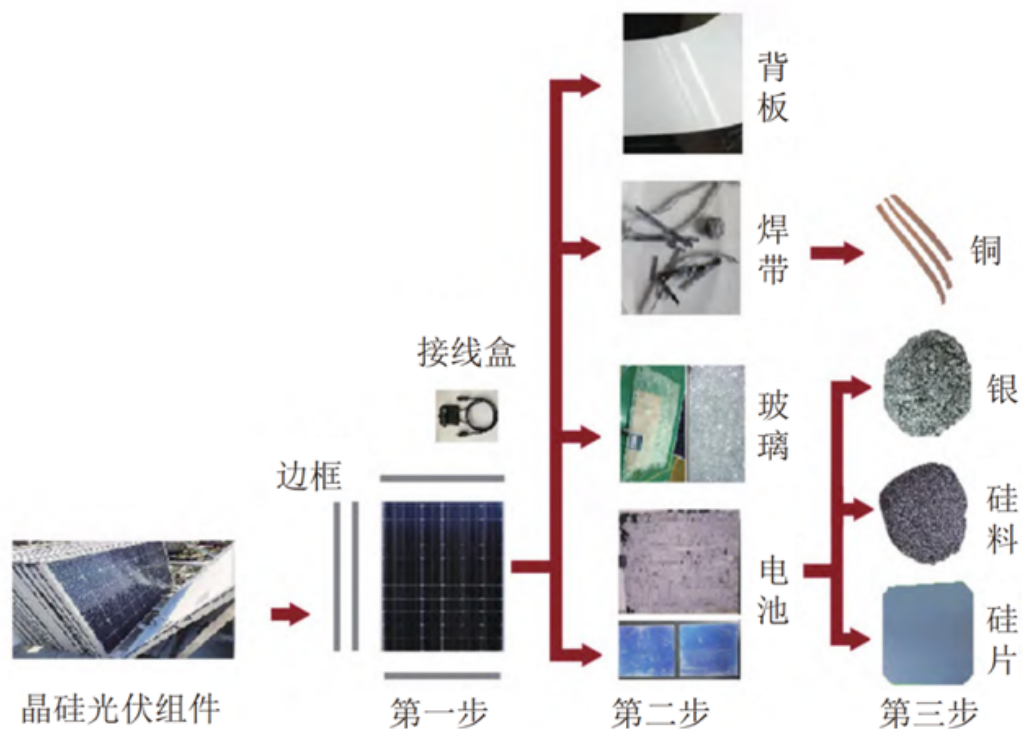 背板
焊带
铜
接线盒
银
玻璃
边框
硅料
电池
硅片
晶硅光伏组件
第一步
第二步
第三步